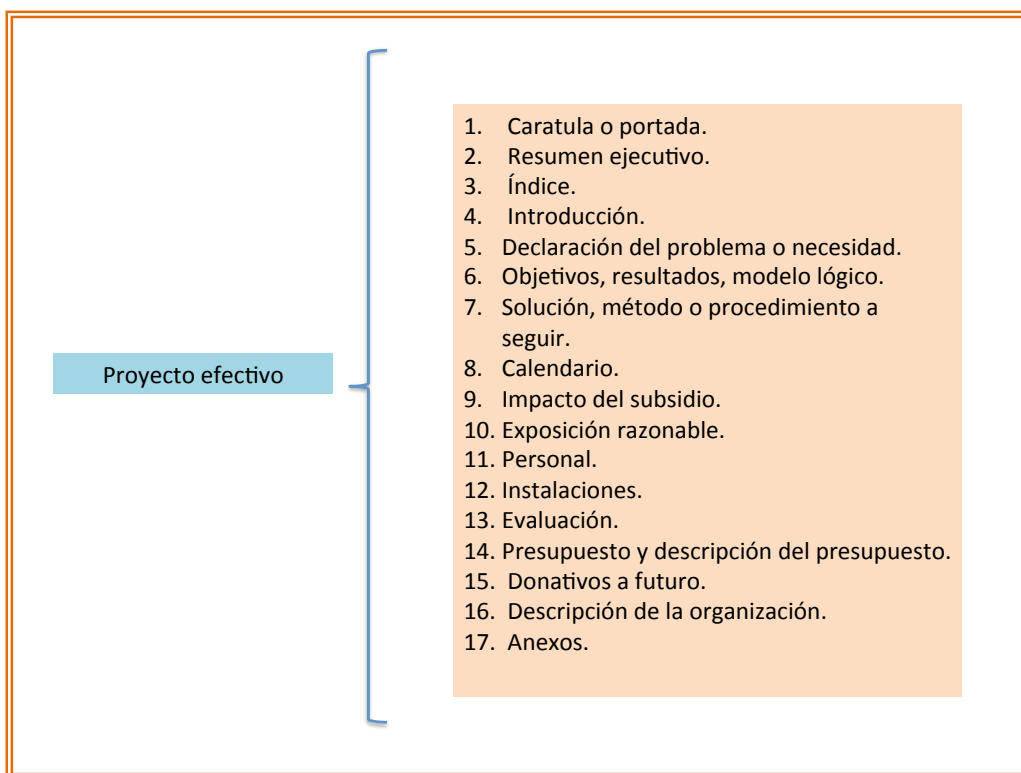 Proyecto efectivo
1. Caratula o portada.
2. Resumen ejecutivo.
3. Índice.
4. Introducción.
5. Declaración del problema o necesidad.
6. Objetivos, resultados, modelo lógico.
7. Solución, método o procedimiento a
seguir.
8. Calendario.
9. Impacto del subsidio.
10. Exposición razonable.
11. Personal.
12. Instalaciones.
13. Evaluación.
14. Presupuesto y descripción del presupuesto.
15. Donativos a futuro.
16. Descripción de la organización.
17. Anexos.